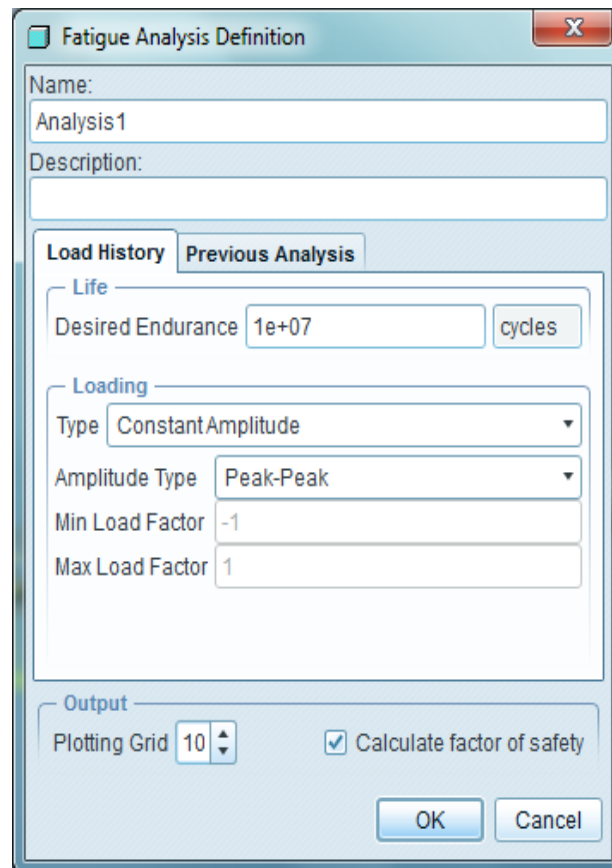 Fatigue Analysis Definition
X
Name:
Analysis1
Description:
Load History Previous Analysis
Life
Desired Endurance 1e+07 cycles
Loading
Type Constant Amplitude
Amplitude Type Peak-Peak
Min Load Factor -1
Max Load Factor 1
Output
Plotting Grid 10 Calculate factor of safety
OK Cancel